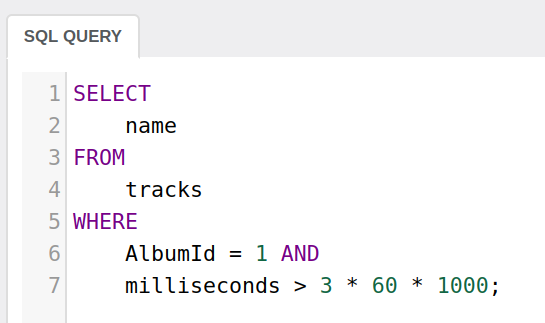 SQL QUERY
1 SELECT
2     name
3 FROM
4     tracks
5 WHERE
6     AlbumId = 1 AND
7     milliseconds > 3 * 60 * 1000;